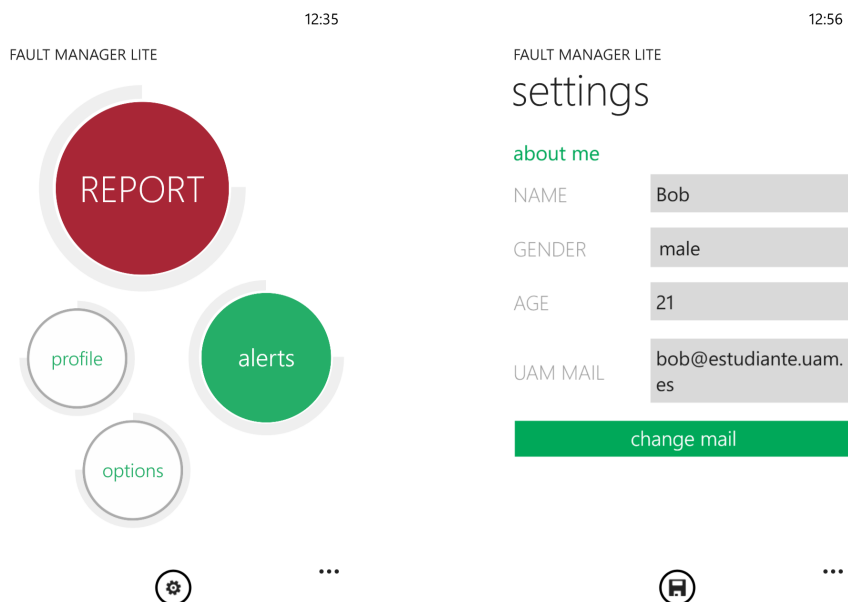 12:35
FAULT MANAGER LITE
REPORT
profile
alerts
options
12:56
FAULT MANAGER LITE
settings
about me
NAME
Bob
GENDER
male
AGE
21
UAM MAIL
bob@estudiante.uam.
es
change mail